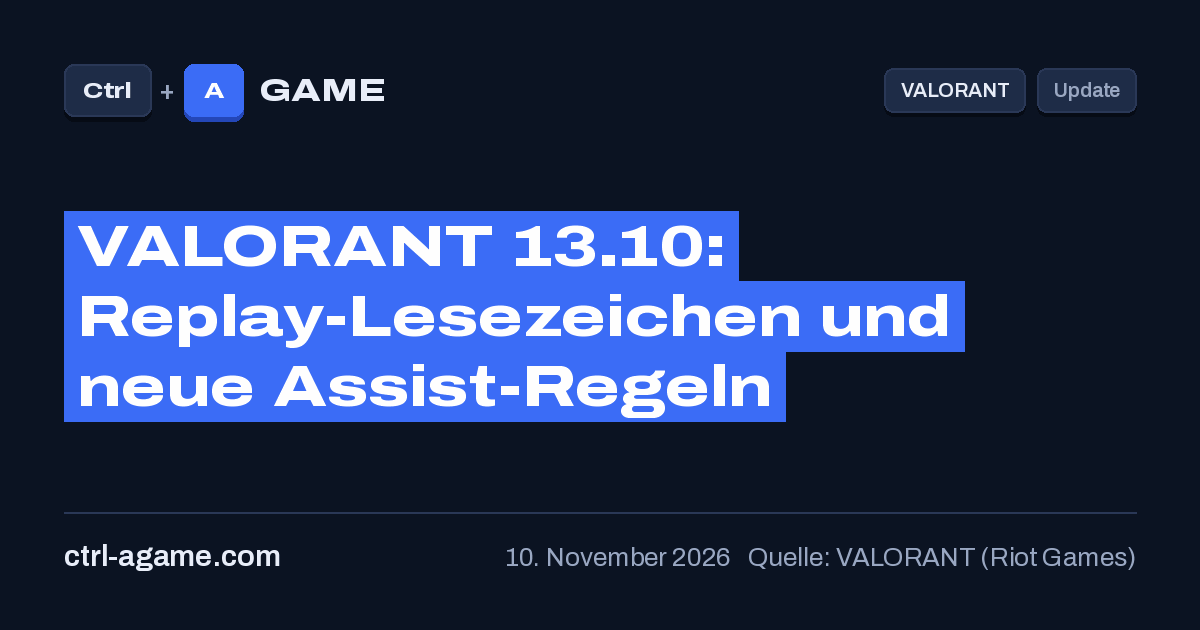 Ctrl + A GAME
VALORANT Update
VALORANT 13.10:
Replay-Lesezeichen und
neue Assist-Regeln
ctrl-agame.com
10. November 2026 Quelle: VALORANT (Riot Games)